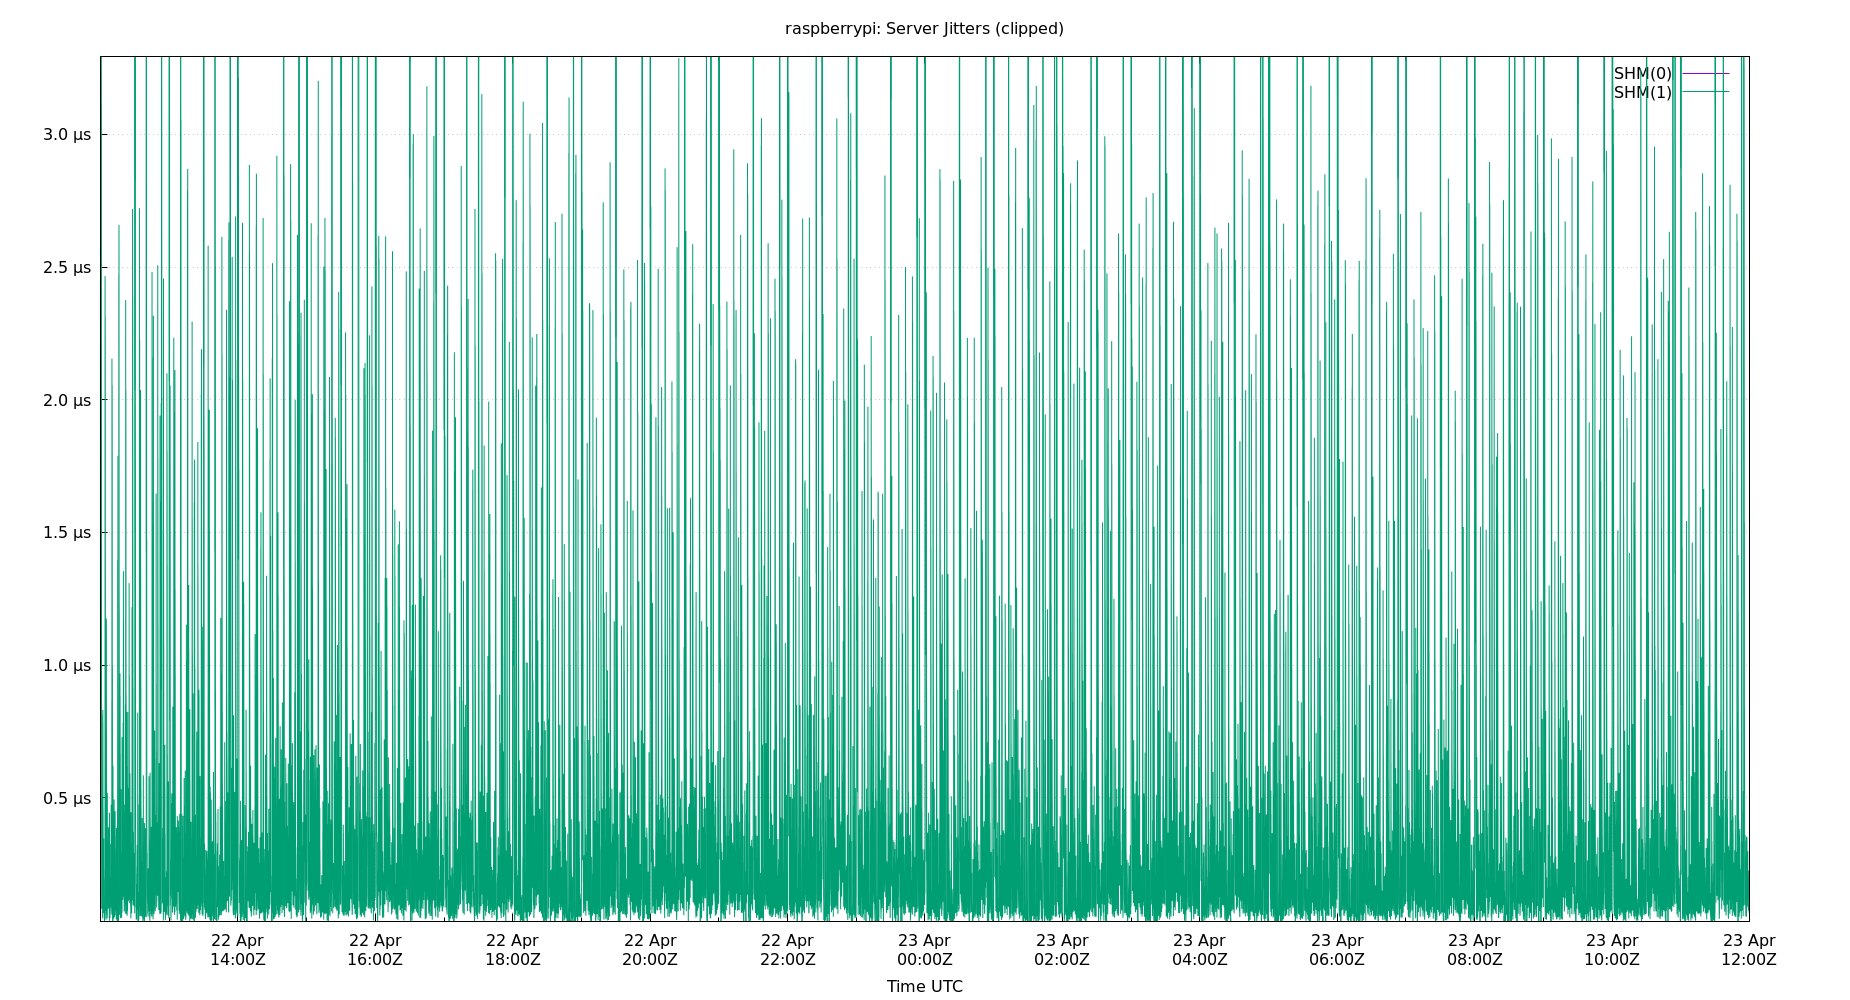 raspberrypi: Server Jitters (clipped)
SHM(0)
SHM(1)
3.0 µs
2.5 µs
2.0 µs
1.5 µs
1.0 µs
0.5 µs
22 Apr 22 Apr 22 Apr 22 Apr 22 Apr 23 Apr 23 Apr 23 Apr 23 Apr 23 Apr 23 Apr 23 Apr
14:00Z 16:00Z 18:00Z 20:00Z 22:00Z 00:00Z 02:00Z 04:00Z 06:00Z 08:00Z 10:00Z 12:00Z
Time UTC